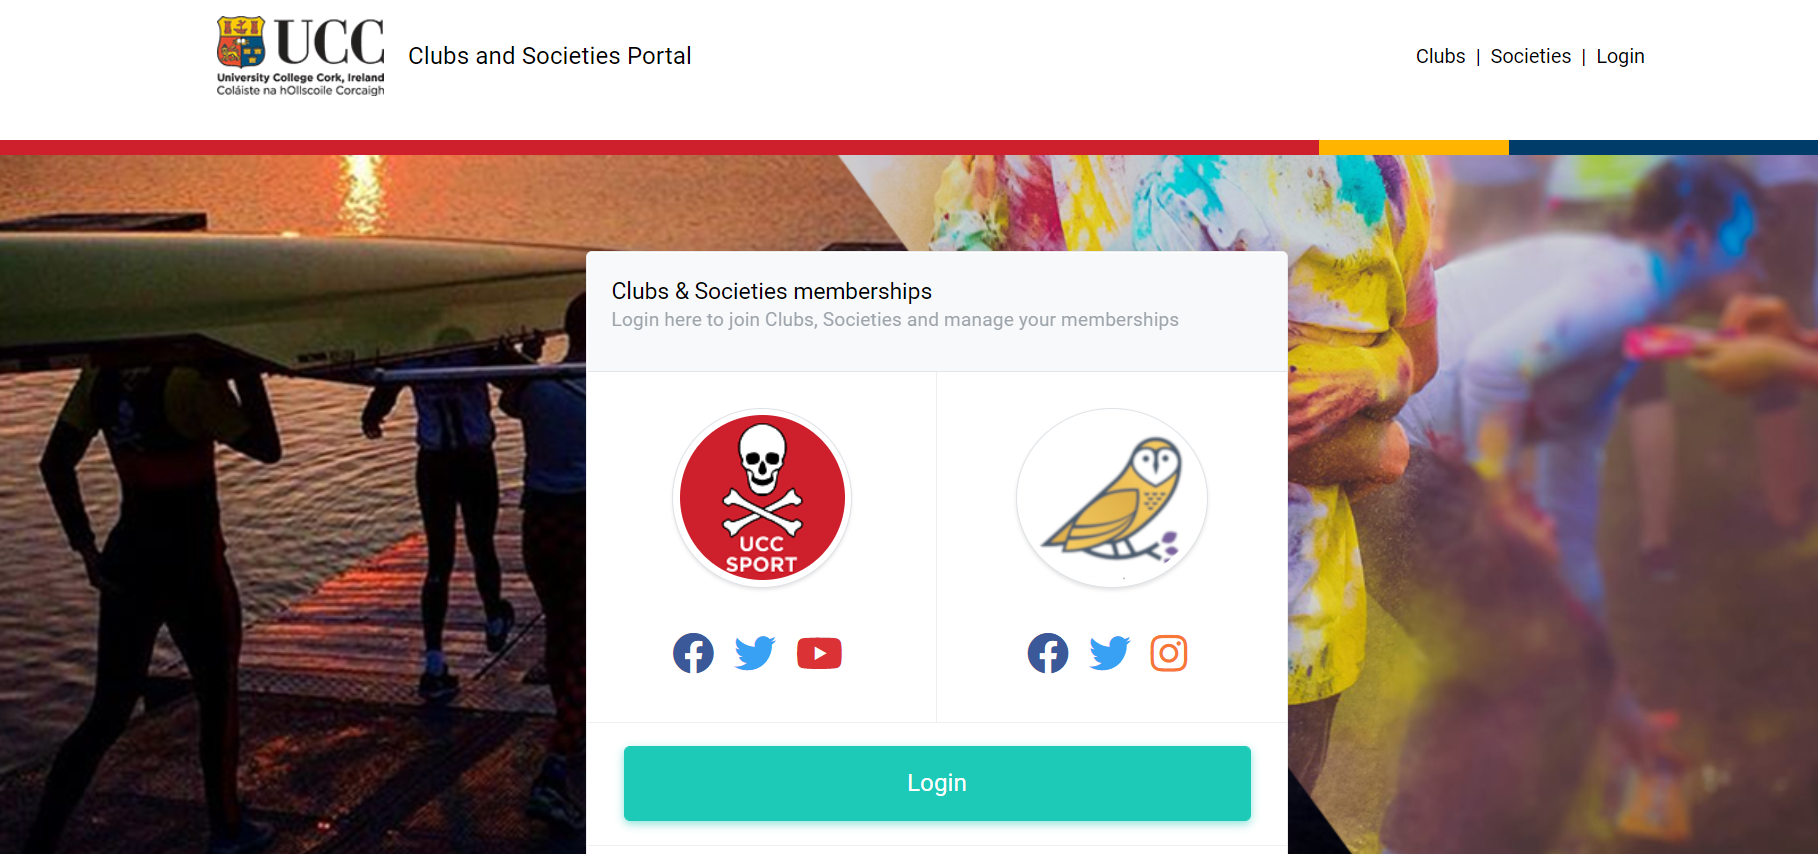 UCC
University College Cork, Ireland
Coláiste na hOllscoile Corcaigh
Clubs and Societies Portal
Clubs | Societies | Login
Clubs & Societies memberships
Login here to join Clubs, Societies and manage your memberships
UCC
SPORT
Login